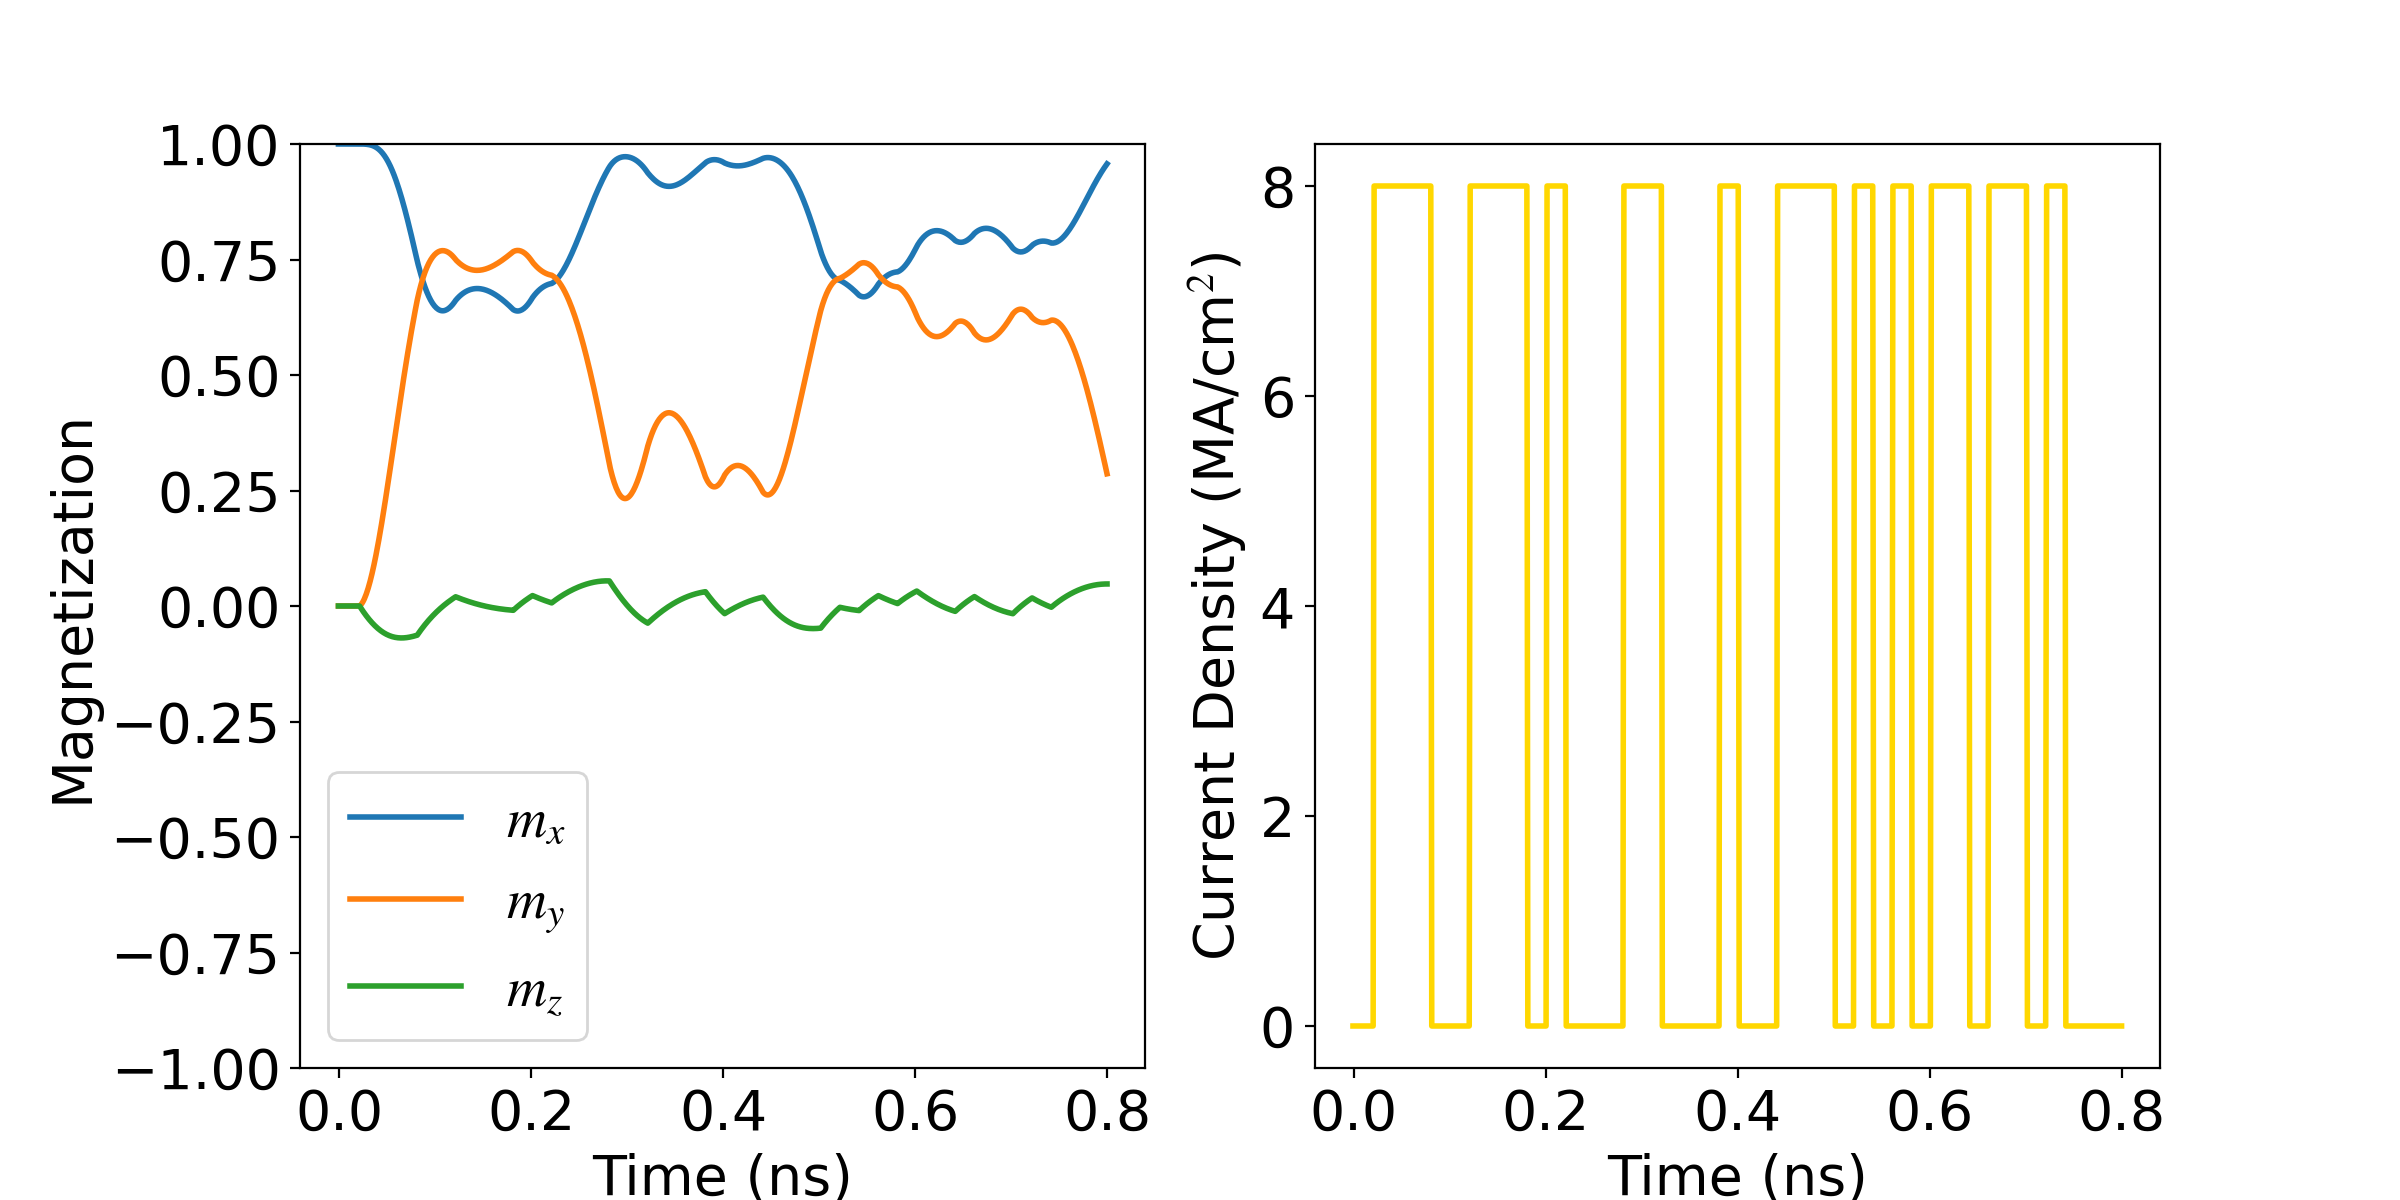 Magnetization
1.00
0.75
0.50
0.25
0.00
−0.25
−0.50
−0.75
−1.00
m_x
m_y
m_z
0.0 0.2 0.4 0.6 0.8
Time (ns)
Current Density (MA/cm²)
8
6
4
2
0
0.0 0.2 0.4 0.6 0.8
Time (ns)